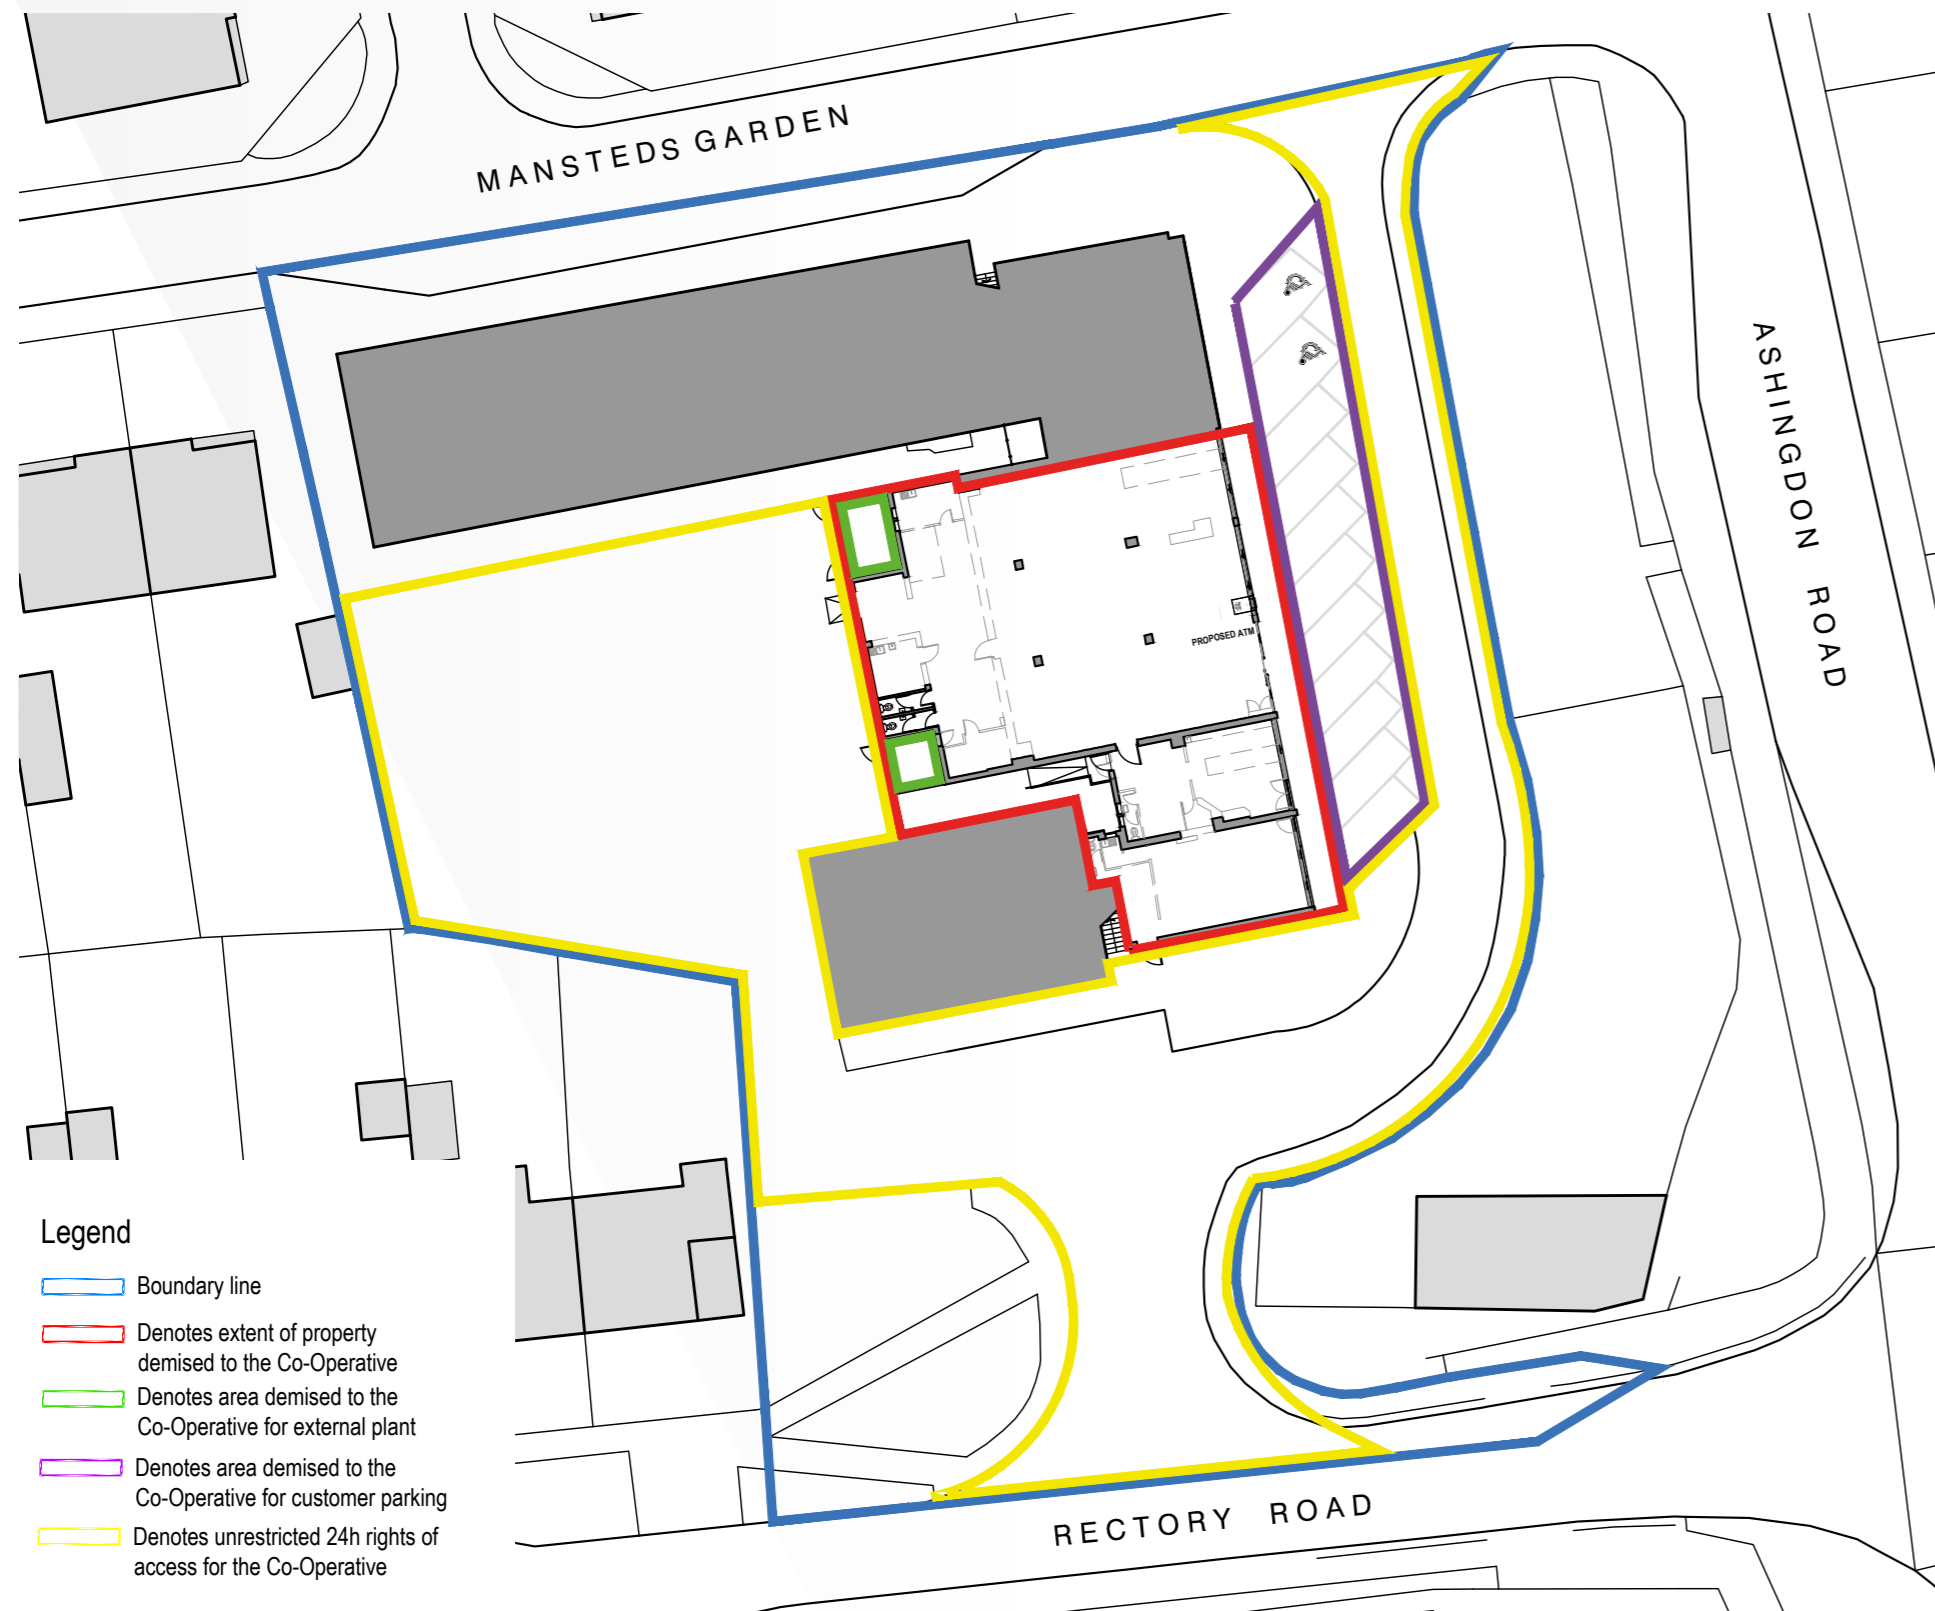 MANSTEDS GARDEN
ASHINGDON ROAD
PROPOSED ATM
RECTORY ROAD
Legend
Boundary line
Denotes extent of property
demised to the Co-Operative
Denotes area demised to the
Co-Operative for external plant
Denotes area demised to the
Co-Operative for customer parking
Denotes unrestricted 24h rights of
access for the Co-Operative